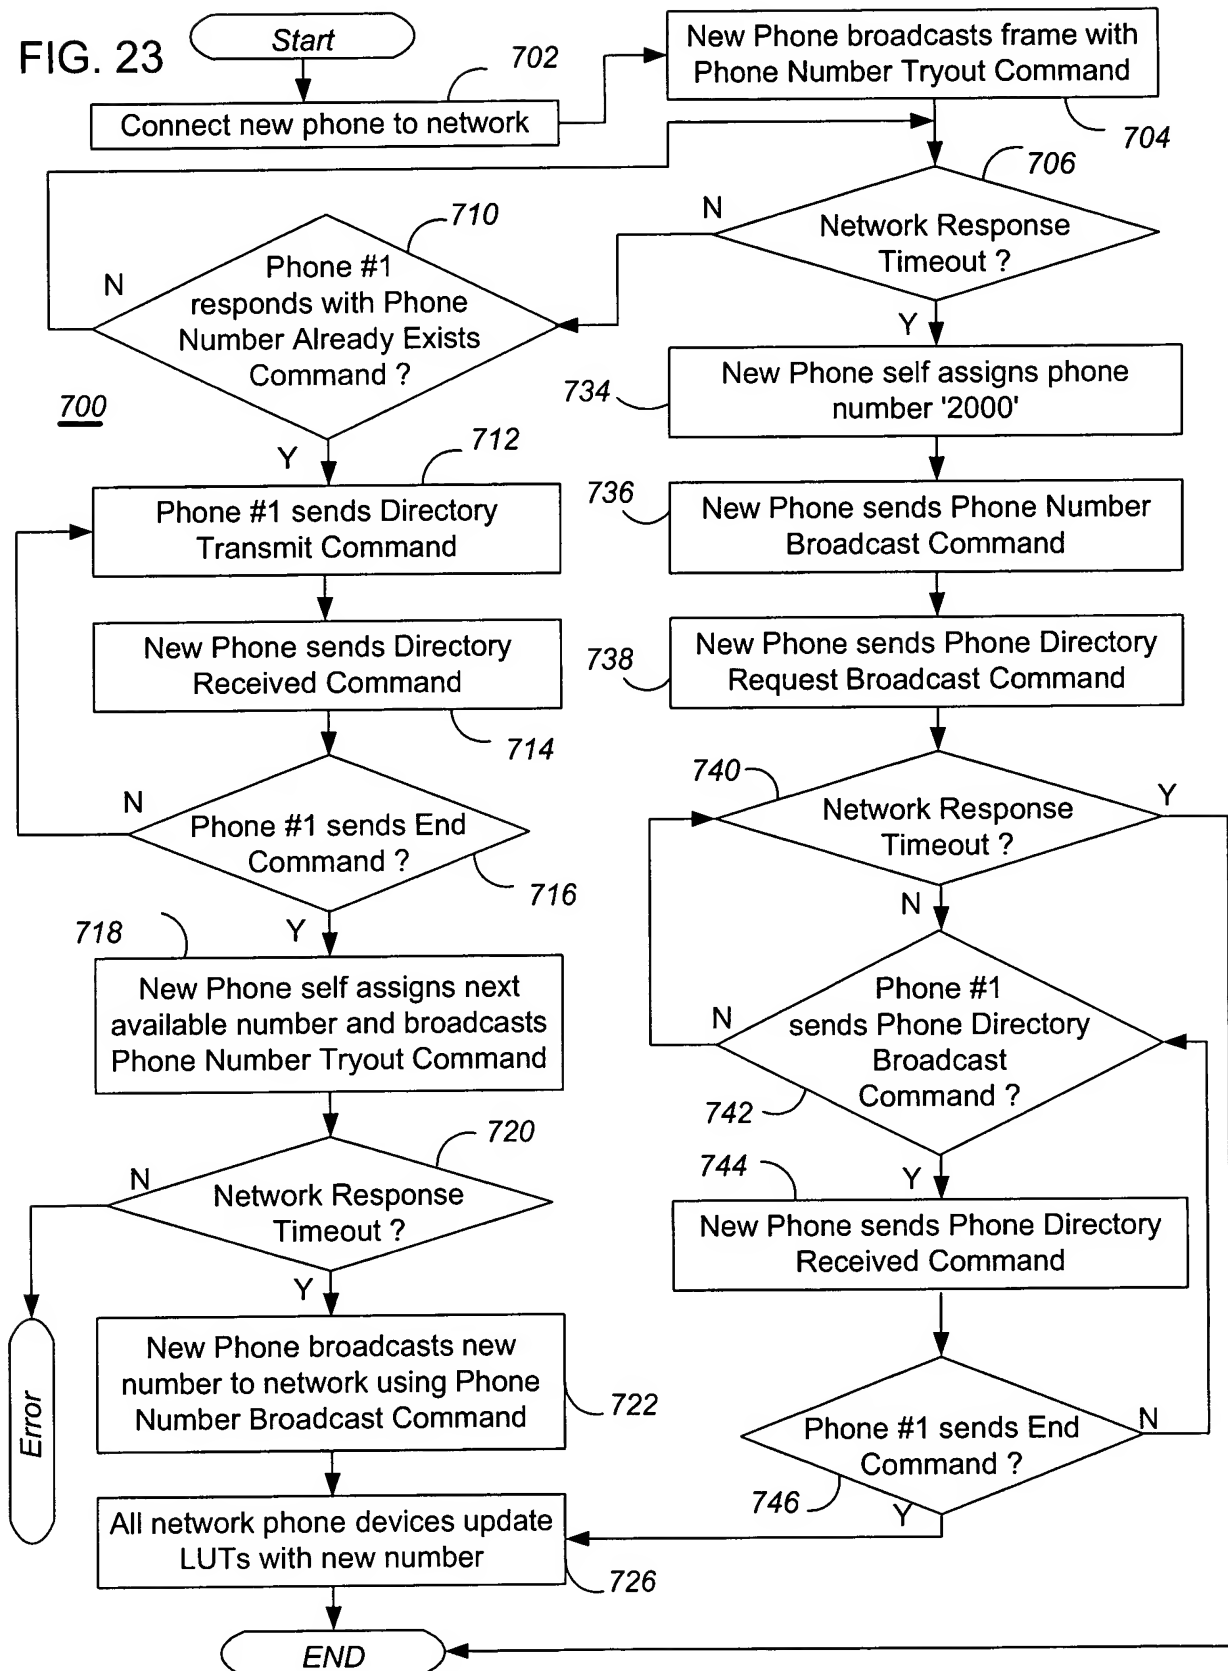 FIG. 23
Start
702
Connect new phone to network
New Phone broadcasts frame with
Phone Number Tryout Command
704
706
N
Network Response
Timeout ?
Y
710
Phone #1
responds with Phone
Number Already Exists
Command ?
N
Y
700
712
Phone #1 sends Directory
Transmit Command
New Phone sends Directory
Received Command
714
N
Phone #1 sends End
Command ?
716
Y
718
New Phone self assigns next
available number and broadcasts
Phone Number Tryout Command
720
N
Network Response
Timeout ?
Y
Error
New Phone broadcasts new
number to network using Phone
Number Broadcast Command
722
All network phone devices update
LUTs with new number
726
END
734
New Phone self assigns phone
number '2000'
736
New Phone sends Phone Number
Broadcast Command
738
New Phone sends Phone Directory
Request Broadcast Command
740
Network Response
Timeout ?
Y
N
Phone #1
sends Phone Directory
Broadcast
Command ?
N
742
Y
744
New Phone sends Phone Directory
Received Command
Phone #1 sends End
Command ?
N
746
Y